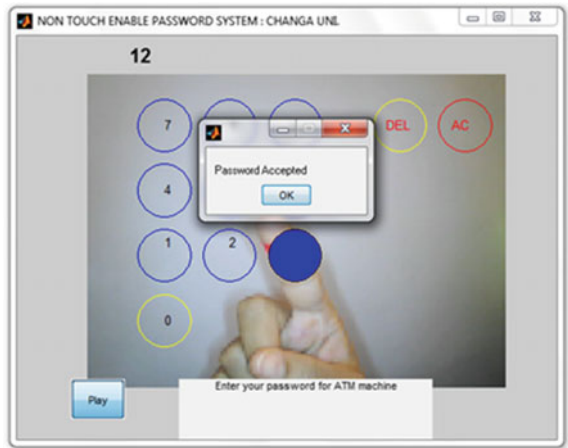 NON TOUCH ENABLE PASSWORD SYSTEM : CHANGA UNI.
12
7
DEL
AC
Password Accepted
4
OK
1
2
0
Play
Enter your password for ATM machine